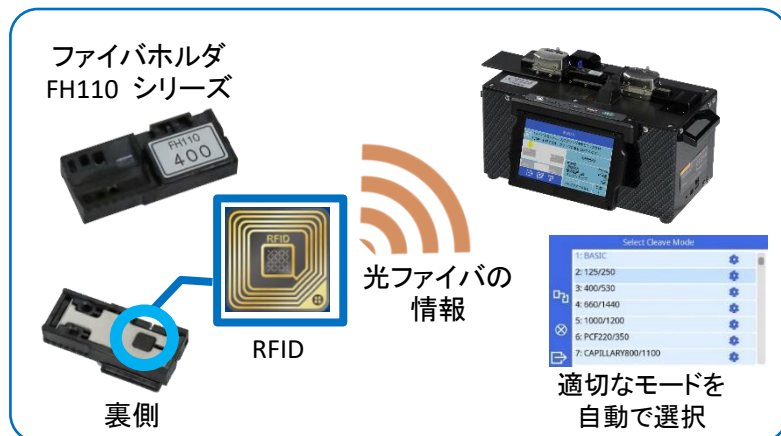 ファイバホルダ
FH110 シリーズ
FH110
400
RFID
RFID
裏側
光ファイバの
情報
Select Cleave Mode
1: BASIC
2: 125/250
3: 400/530
4: 660/1440
5: 1000/1200
6: PCF220/350
7: CAPILLARY800/1100
適切なモードを
自動で選択